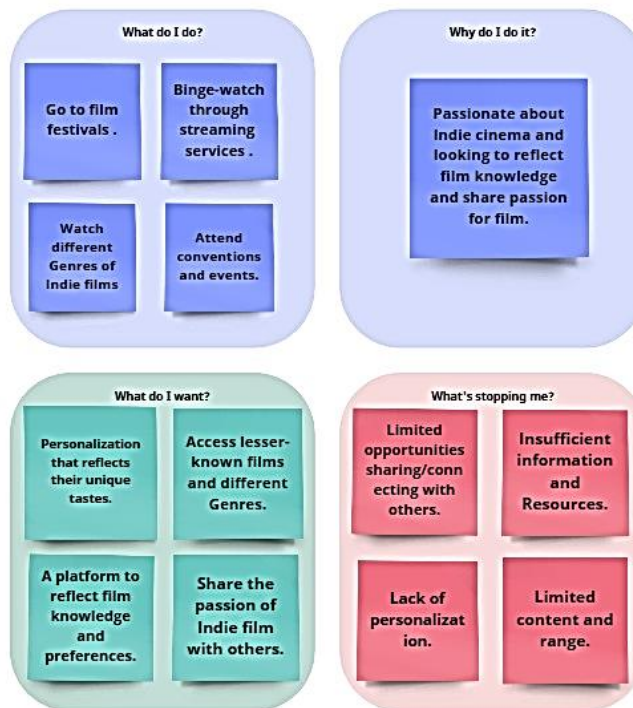 What do I do?
Go to film
festivals .
Binge-watch
through
streaming
services .
Watch
different
Genres of
Indie films
Attend
conventions
and events.
Why do I do it?
Passionate about
Indie cinema and
looking to reflect
film knowledge
and share passion
for film.
What do I want?
Personalization
that reflects
their unique
tastes.
Access lesser-
known films
and different
Genres.
A platform to
reflect film
knowledge
and
preferences.
Share the
passion of
Indie film
with others.
What's stopping me?
Limited
opportunities
sharing/conn
ecting with
others.
Insufficient
information
and
Resources.
Lack of
personalizat
ion.
Limited
content and
range.